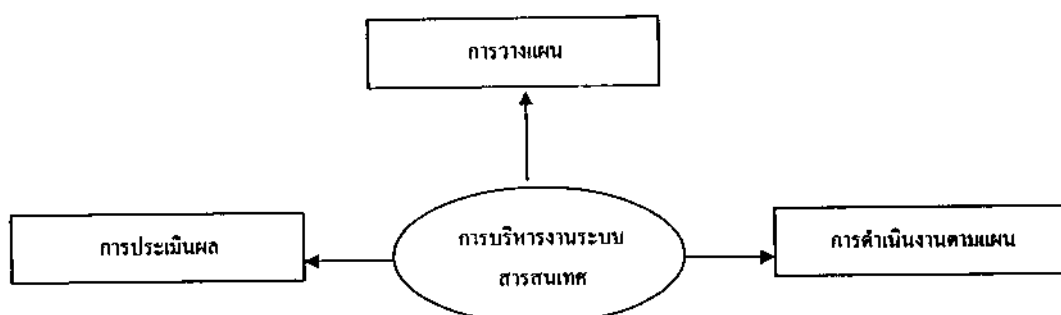 การวางแผน
การประเมินผล
การบริหารงานระบบ
สารสนเทศ
การดำเนินงานตามแผน